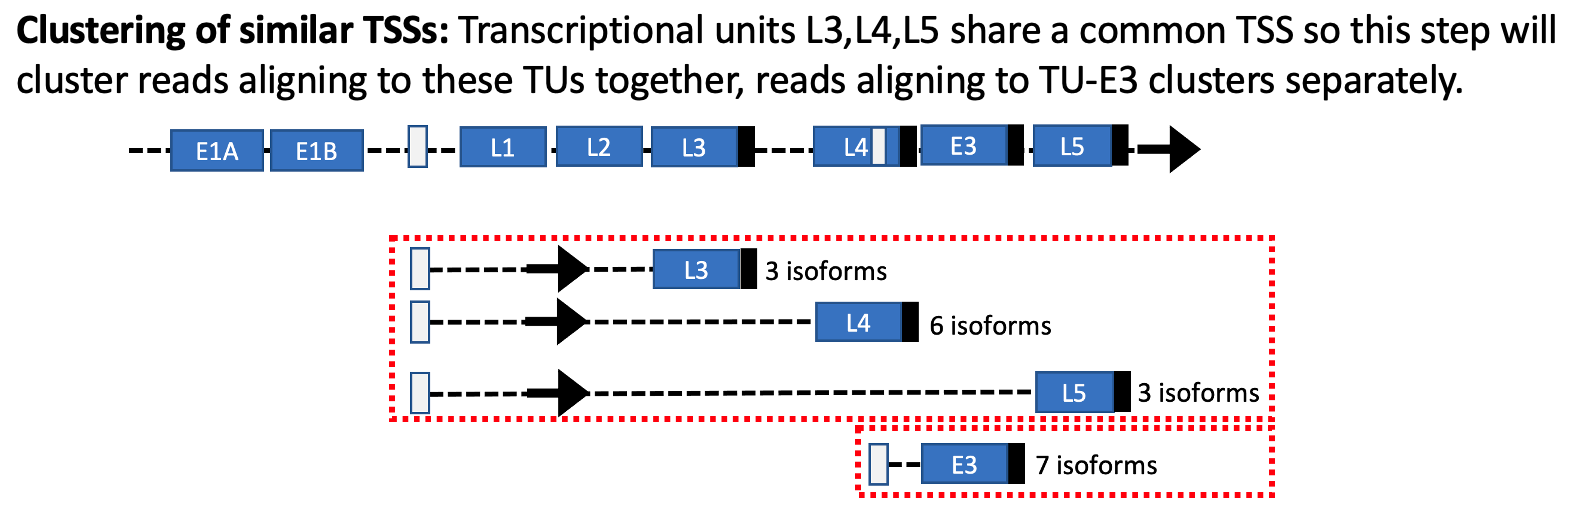 Clustering of similar TSSs: Transcriptional units L3,L4,L5 share a common TSS so this step will
cluster reads aligning to these TUs together, reads aligning to TU-E3 clusters separately.
E1A E1B L1 L2 L3 L4 E3 L5
L3 3 isoforms
L4 6 isoforms
L5 3 isoforms
E3 7 isoforms